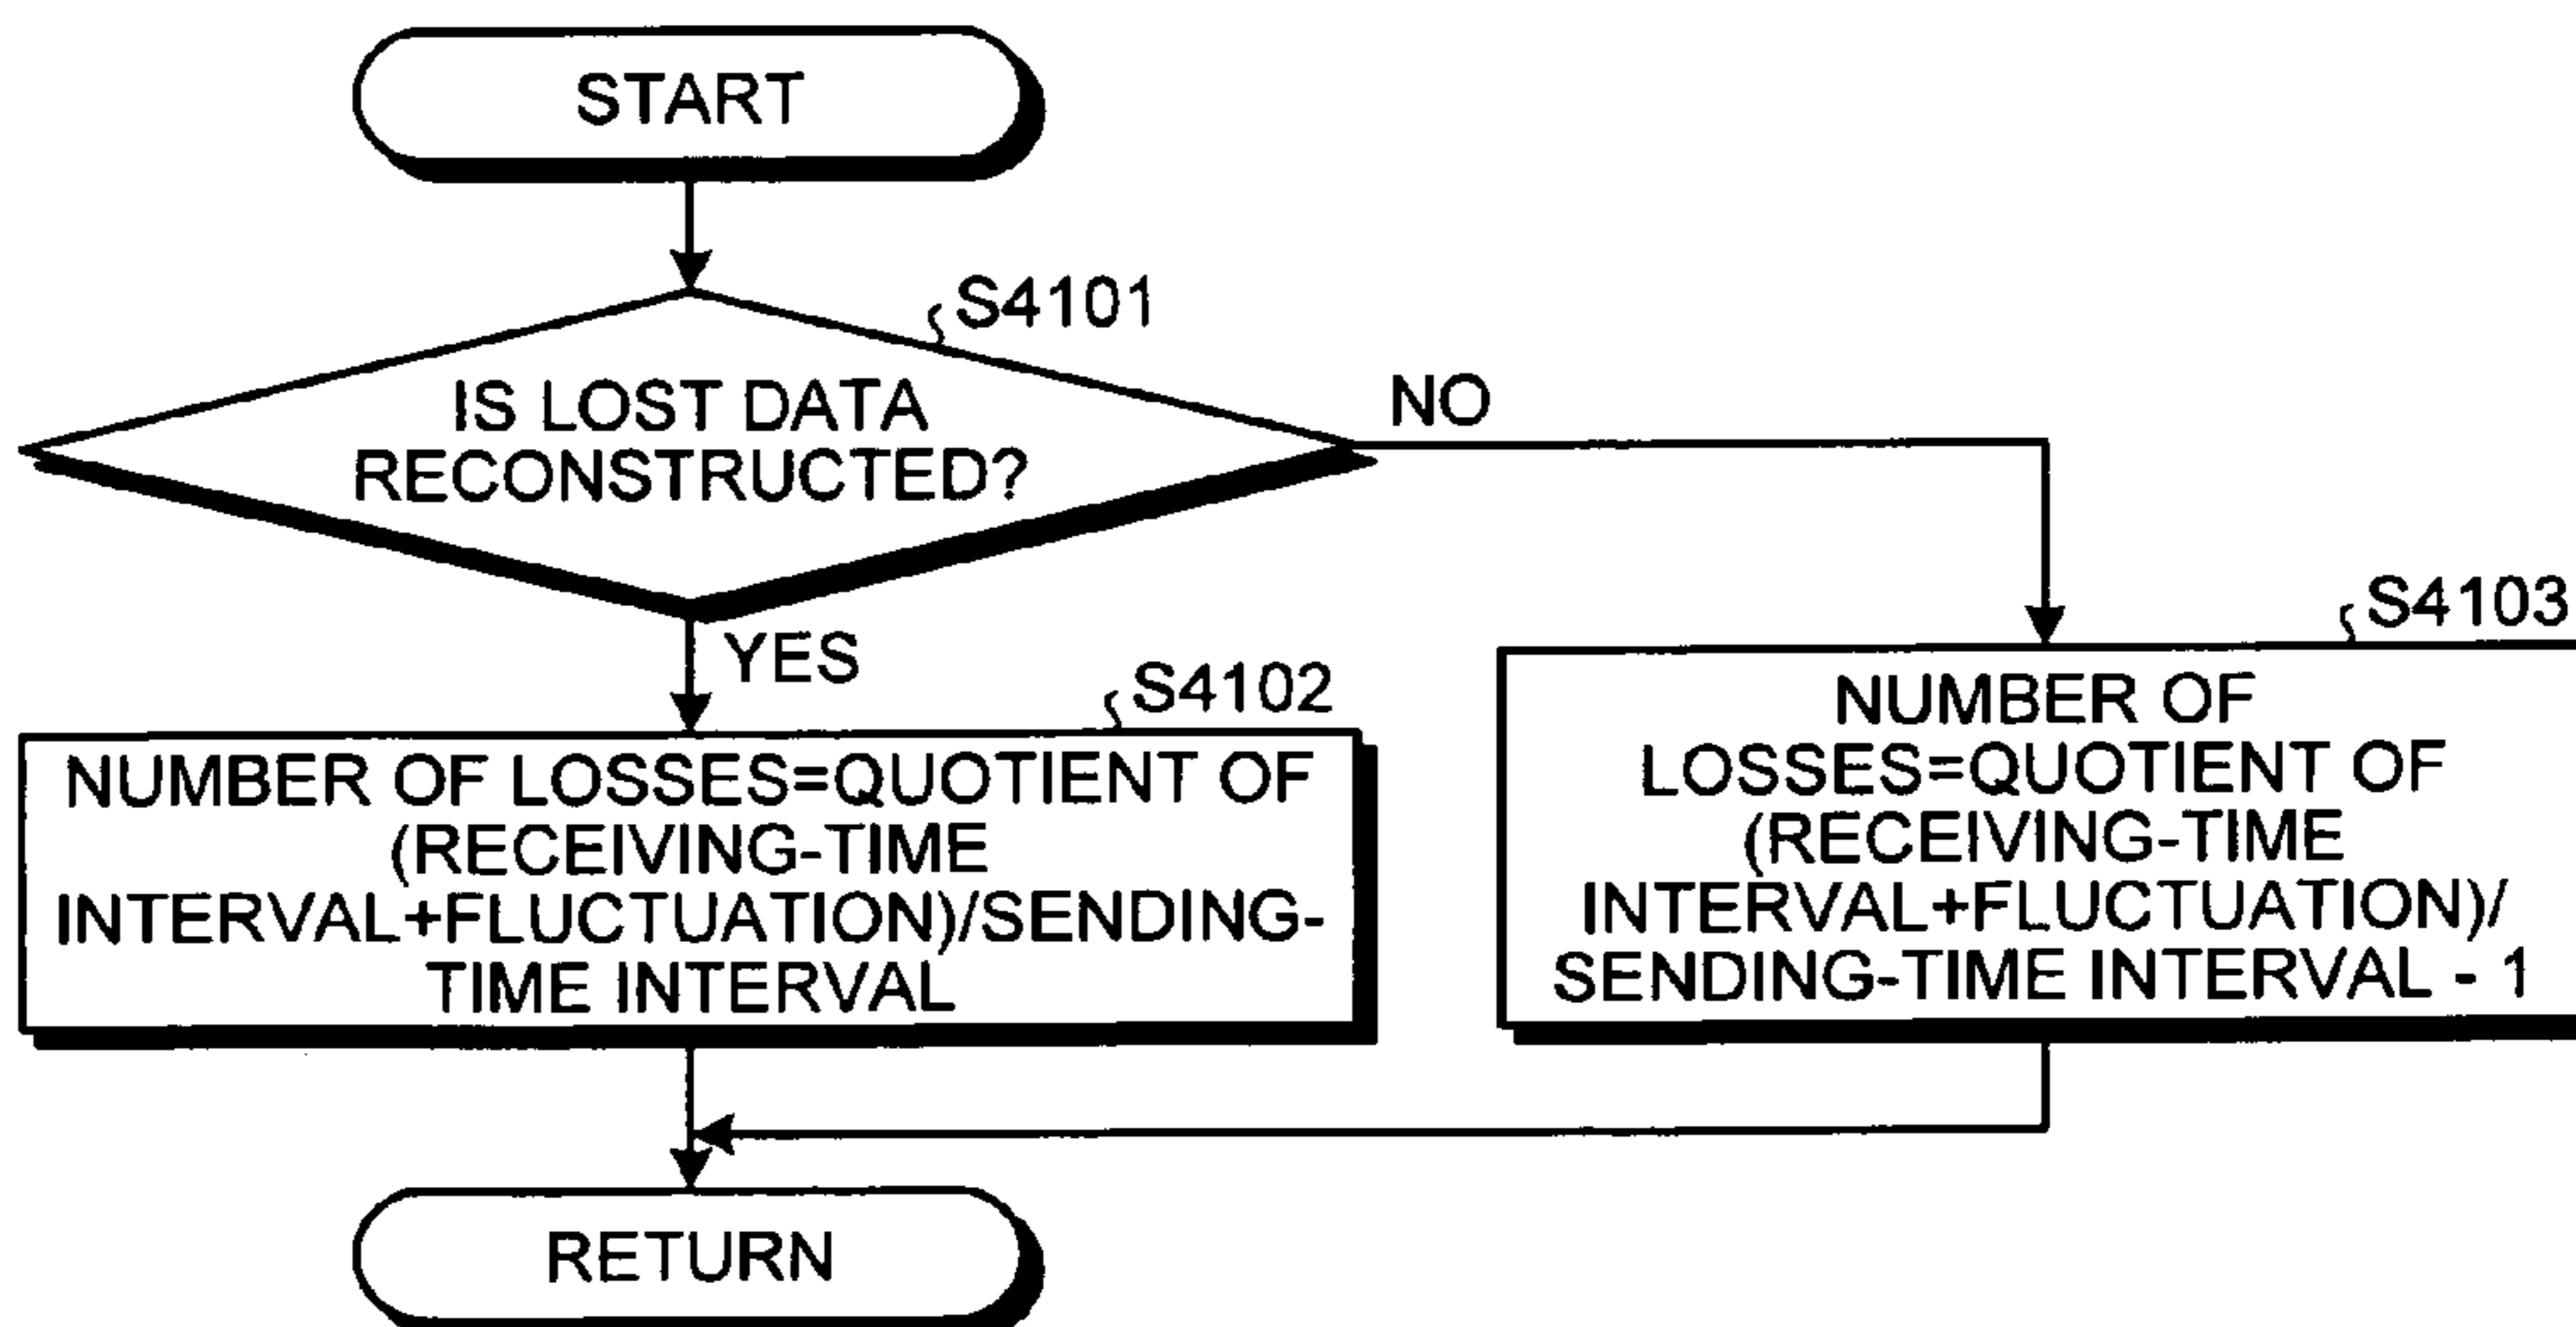 START
S4101
IS LOST DATA
RECONSTRUCTED?
NO
YES
S4102
NUMBER OF LOSSES=QUOTIENT OF
(RECEIVING-TIME
INTERVAL+FLUCTUATION)/SENDING-
TIME INTERVAL
S4103
NUMBER OF
LOSSES=QUOTIENT OF
(RECEIVING-TIME
INTERVAL+FLUCTUATION)/
SENDING-TIME INTERVAL - 1
RETURN